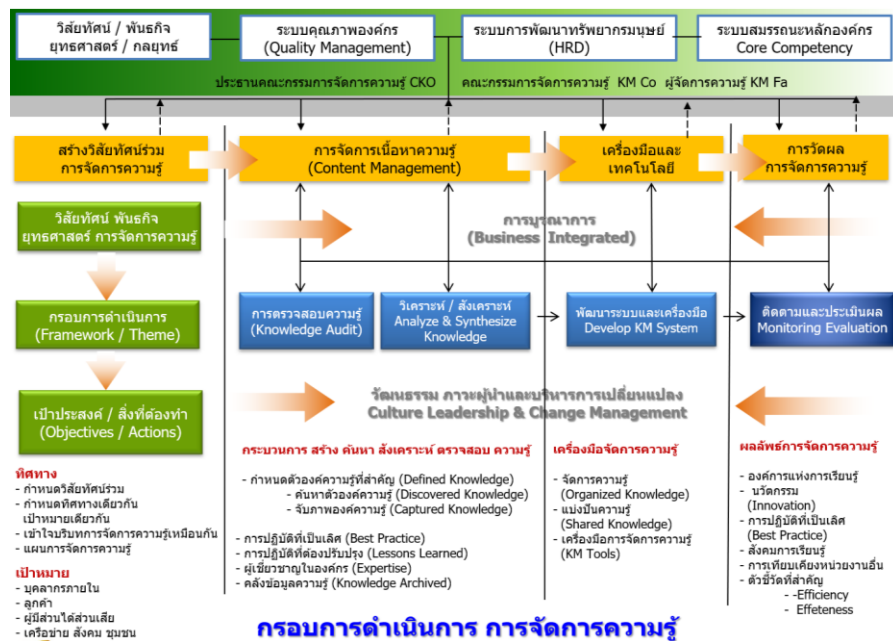 วิสัยทัศน์ / พันธกิจ
ยุทธศาสตร์ / กลยุทธ์
ระบบคุณภาพองค์กร
(Quality Management)
ระบบการพัฒนาทรัพยากรมนุษย์
(HRD)
ระบบสมรรถนะหลักองค์กร
Core Competency
ประธานคณะกรรมการจัดการความรู้ CKO
คณะกรรมการจัดการความรู้ KM Co ผู้จัดการความรู้ KM Fa
สร้างวิสัยทัศน์ร่วม
การจัดการความรู้
การจัดการเนื้อหาความรู้
(Content Management)
เครื่องมือและ
เทคโนโลยี
การวัดผล
การจัดการความรู้
วิสัยทัศน์ พันธกิจ
ยุทธศาสตร์ การจัดการความรู้
การบูรณาการ
(Business Integrated)
กรอบการดำเนินการ
(Framework / Theme)
การตรวจสอบความรู้
(Knowledge Audit)
วิเคราะห์ / สังเคราะห์
Analyze & Synthesize
Knowledge
พัฒนาระบบและเครื่องมือ
Develop KM System
ติดตามและประเมินผล
Monitoring Evaluation
เป้าประสงค์ / สิ่งที่ต้องทำ
(Objectives / Actions)
วัฒนธรรม ภาวะผู้นำและบริหารการเปลี่ยนแปลง
Culture Leadership & Change Management
ทิศทาง
- กำหนดวิสัยทัศน์ร่วม
- กำหนดทิศทางเดียวกัน
เป้าหมายเดียวกัน
- เข้าใจบริบทการจัดการความรู้เหมือนกัน
- แผนการจัดการความรู้
เป้าหมาย
- บุคลากรภายใน
- ลูกค้า
- ผู้มีส่วนได้ส่วนเสีย
- เครือข่าย สังคม ชุมชน
กระบวนการ สร้าง ค้นหา สังเคราะห์ ตรวจสอบ ความรู้
- กำหนดตัวองค์ความรู้ที่สำคัญ (Defined Knowledge)
- ค้นหาตัวองค์ความรู้ (Discovered Knowledge)
- จับภาพองค์ความรู้ (Captured Knowledge)
- การปฏิบัติที่เป็นเลิศ (Best Practice)
- การปฏิบัติที่ต้องปรับปรุง (Lessons Learned)
- ผู้เชี่ยวชาญในองค์กร (Expertise)
- คลังข้อมูลความรู้ (Knowledge Archived)
เครื่องมือจัดการความรู้
- จัดการความรู้
(Organized Knowledge)
- แบ่งปันความรู้
(Shared Knowledge)
- เครื่องมือการจัดการความรู้
(KM Tools)
ผลลัพธ์การจัดการความรู้
- องค์การแห่งการเรียนรู้
- นวัตกรรม
(Innovation)
- การปฏิบัติที่เป็นเลิศ
(Best Practice)
- สังคมการเรียนรู้
- การเทียบเคียงหน่วยงานอื่น
- ตัวชี้วัดที่สำคัญ
- -Efficiency
- Effeteness
กรอบการดำเนินการ การจัดการความรู้